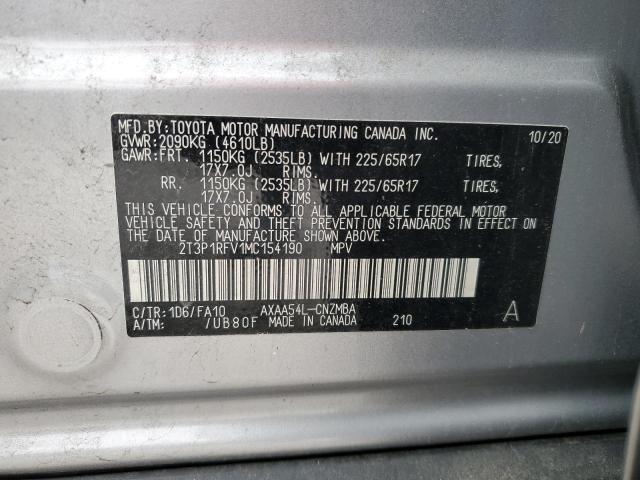 MFD.BY:TOYOTA MOTOR MANUFACTURING CANADA INC. 10/20
GVWR:2090KG (4610LB)
GAWR:FRT. 1150KG (2535LB) WITH 225/65R17 TIRES,
17X7.0J RIMS.
RR. 1150KG (2535LB) WITH 225/65R17 TIRES,
17X7.0J RIMS.
THIS VEHICLE CONFORMS TO ALL APPLICABLE FEDERAL MOTOR
VEHICLE SAFETY AND THEFT PREVENTION STANDARDS IN EFFECT ON
THE DATE OF MANUFACTURE SHOWN ABOVE.
2T3P1RFV1MC154190 MPV
C/TR:1D6/FA10 AXAA54L-CNZMBA
A/TM: /UB80F MADE IN CANADA 210 A